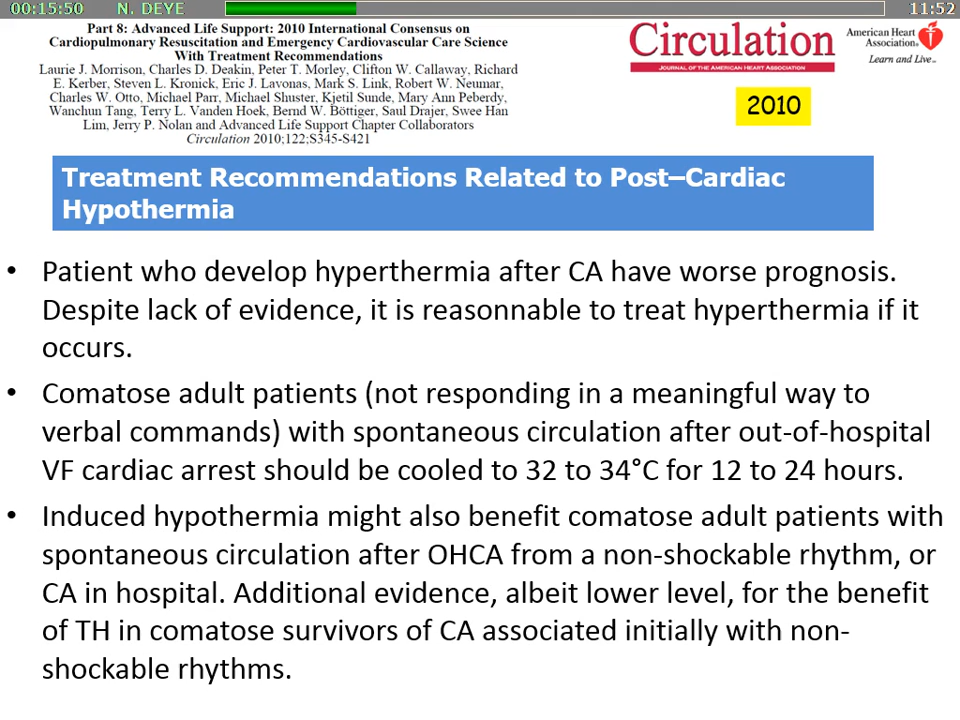 00:15:50 N. DEYE 11:52
Part 8: Advanced Life Support: 2010 International Consensus on
Cardiopulmonary Resuscitation and Emergency Cardiovascular Care Science
With Treatment Recommendations
Laurie J. Morrison, Charles D. Deakin, Peter T. Morley, Clifton W. Callaway, Richard
E. Kerber, Steven L. Kronick, Eric J. Lavonas, Mark S. Link, Robert W. Neumar,
Charles W. Otto, Michael Parr, Michael Shuster, Kjetil Sunde, Mary Ann Peberdy,
Wanchun Tang, Terry L. Vanden Hoek, Bernd W. Böttiger, Saul Drajer, Swee Han
Lim, Jerry P. Nolan and Advanced Life Support Chapter Collaborators
Circulation 2010;122;S345-S421
Circulation
JOURNAL OF THE AMERICAN HEART ASSOCIATION
American Heart
Association®
Learn and Live™
2010
Treatment Recommendations Related to Post–Cardiac
Hypothermia
• Patient who develop hyperthermia after CA have worse prognosis.
Despite lack of evidence, it is reasonnable to treat hyperthermia if it
occurs.
• Comatose adult patients (not responding in a meaningful way to
verbal commands) with spontaneous circulation after out-of-hospital
VF cardiac arrest should be cooled to 32 to 34°C for 12 to 24 hours.
• Induced hypothermia might also benefit comatose adult patients with
spontaneous circulation after OHCA from a non-shockable rhythm, or
CA in hospital. Additional evidence, albeit lower level, for the benefit
of TH in comatose survivors of CA associated initially with non-
shockable rhythms.